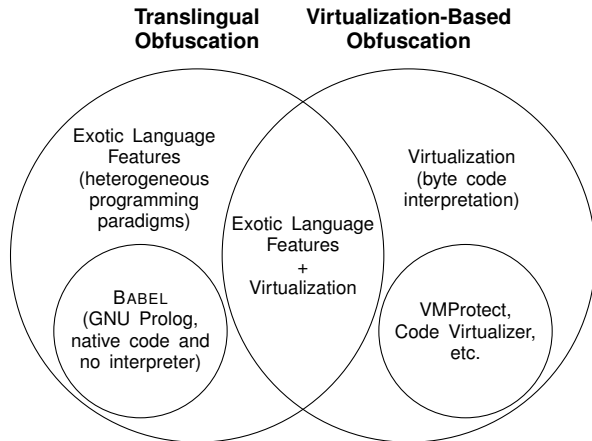 Translingual
Obfuscation
Virtualization-Based
Obfuscation
Exotic Language
Features
(heterogeneous
programming
paradigms)
Exotic Language
Features
+
Virtualization
Virtualization
(byte code
interpretation)
BABEL
(GNU Prolog,
native code and
no interpreter)
VMProtect,
Code Virtualizer,
etc.